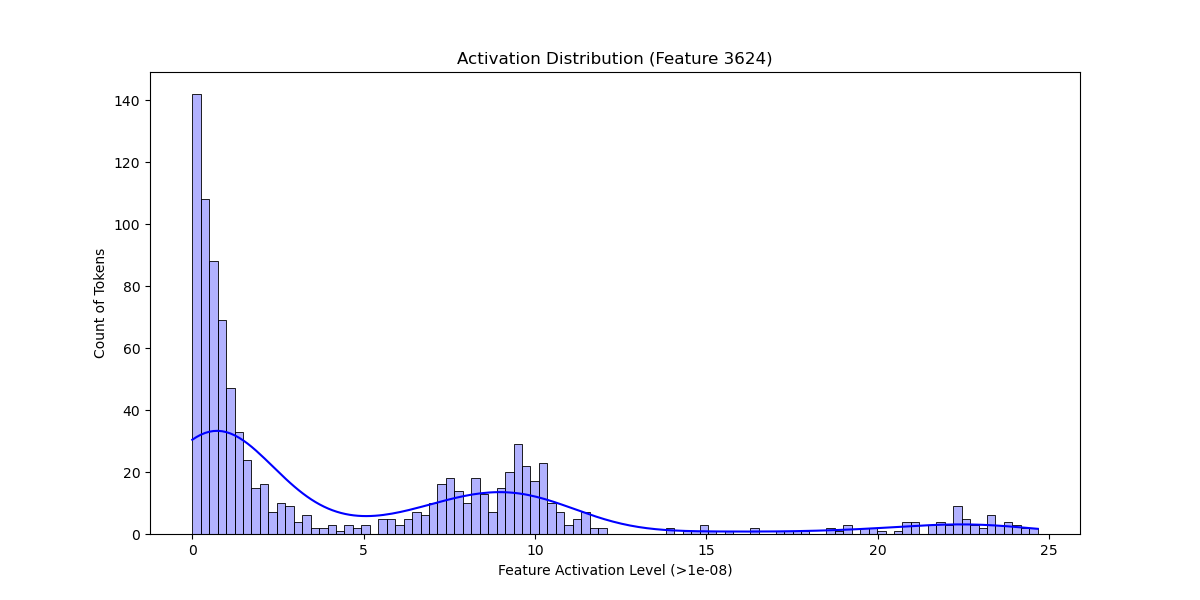 Activation Distribution (Feature 3624)
140
120
100
80
60
40
20
0
Count of Tokens
0 5 10 15 20 25
Feature Activation Level (>1e-08)